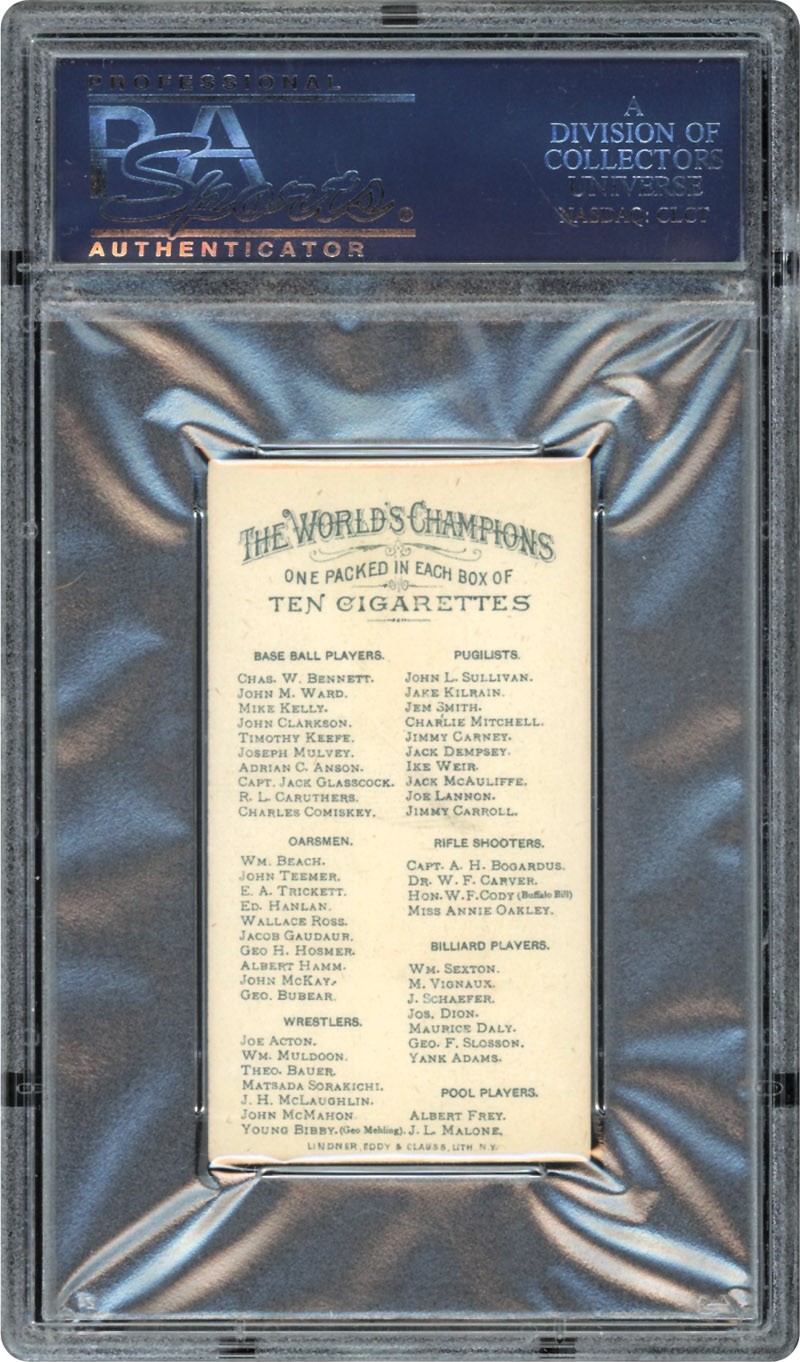 PROFESSIONAL
PSA
Sports®
AUTHENTICATOR
A
DIVISION OF
COLLECTORS
UNIVERSE
NASDAQ: CLCT
THE WORLD'S CHAMPIONS
ONE PACKED IN EACH BOX OF
TEN CIGARETTES
BASE BALL PLAYERS.
CHAS. W. BENNETT.
JOHN M. WARD.
MIKE KELLY.
JOHN CLARKSON.
TIMOTHY KEEFE.
JOSEPH MULVEY.
ADRIAN C. ANSON.
CAPT. JACK GLASSCOCK.
R. L. CARUTHERS.
CHARLES COMISKEY.
OARSMEN.
WM. BEACH.
JOHN TEEMER.
E. A. TRICKETT.
ED. HANLAN.
WALLACE ROSS.
JACOB GAUDAUR.
GEO H. HOSMER.
ALBERT HAMM.
JOHN MCKAY.
GEO. BUBEAR.
WRESTLERS.
JOE ACTON.
WM. MULDOON.
THEO. BAUER.
MATSADA SORAKICHI.
J. H. MCLAUGHLIN.
JOHN MCMAHON
YOUNG BIBBY. (Geo Mehling).
PUGILISTS.
JOHN L. SULLIVAN.
JAKE KILRAIN.
JEM SMITH.
CHARLIE MITCHELL.
JIMMY CARNEY.
JACK DEMPSEY.
IKE WEIR.
JACK MCAULIFFE.
JOE LANNON.
JIMMY CARROLL.
RIFLE SHOOTERS.
CAPT. A. H. BOGARDUS.
DR. W. F. CARVER.
HON. W. F. CODY (Buffalo Bill)
MISS ANNIE OAKLEY.
BILLIARD PLAYERS.
WM. SEXTON.
M. VIGNAUX.
J. SCHAEFER.
JOS. DION.
MAURICE DALY.
GEO. F. SLOSSON.
YANK ADAMS.
POOL PLAYERS.
ALBERT FREY.
J. L. MALONE.
LINDNER, EDDY & CLAUSS, LITH. N.Y.